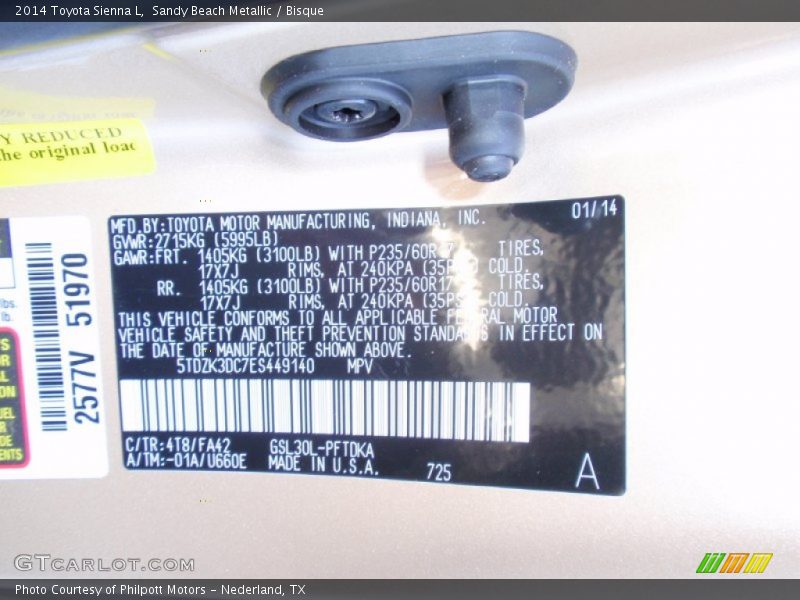 2014 Toyota Sienna L, Sandy Beach Metallic / Bisque
Y REDUCED
the original load
MFD.BY:TOYOTA MOTOR MANUFACTURING, INDIANA, INC. 01/14
GVWR:2715KG (5995LB)
GAWR:FRT. 1405KG (3100LB) WITH P235/60R17 TIRES,
17X7J RIMS, AT 240KPA (35PSI) COLD.
RR. 1405KG (3100LB) WITH P235/60R17 TIRES,
17X7J RIMS, AT 240KPA (35PSI) COLD.
THIS VEHICLE CONFORMS TO ALL APPLICABLE FEDERAL MOTOR
VEHICLE SAFETY AND THEFT PREVENTION STANDARDS IN EFFECT ON
THE DATE OF MANUFACTURE SHOWN ABOVE.
5TDZK3DC7ES449140 MPV
C/TR:4T8/FA42 GSL30L-PFTDKA
A/TM:-01A/U660E MADE IN U.S.A. 725
A
2577V 51970
lbs.
lb.
GTCARLOT.COM
Photo Courtesy of Philpott Motors - Nederland, TX